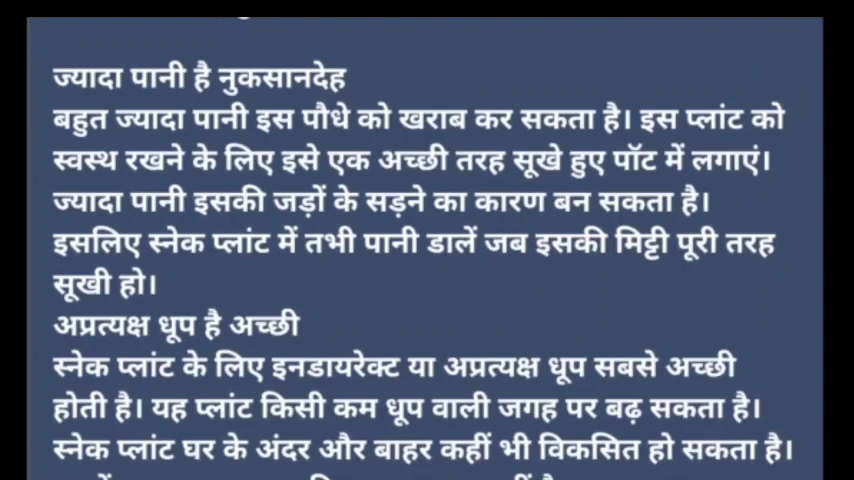 ज्यादा पानी है नुकसानदेह
बहुत ज्यादा पानी इस पौधे को खराब कर सकता है। इस प्लांट को
स्वस्थ रखने के लिए इसे एक अच्छी तरह सूखे हुए पॉट में लगाएं।
ज्यादा पानी इसकी जड़ों के सड़ने का कारण बन सकता है।
इसलिए स्नेक प्लांट में तभी पानी डालें जब इसकी मिट्टी पूरी तरह
सूखी हो।
अप्रत्यक्ष धूप है अच्छी
स्नेक प्लांट के लिए इनडायरेक्ट या अप्रत्यक्ष धूप सबसे अच्छी
होती है। यह प्लांट किसी कम धूप वाली जगह पर बढ़ सकता है।
स्नेक प्लांट घर के अंदर और बाहर कहीं भी विकसित हो सकता है।